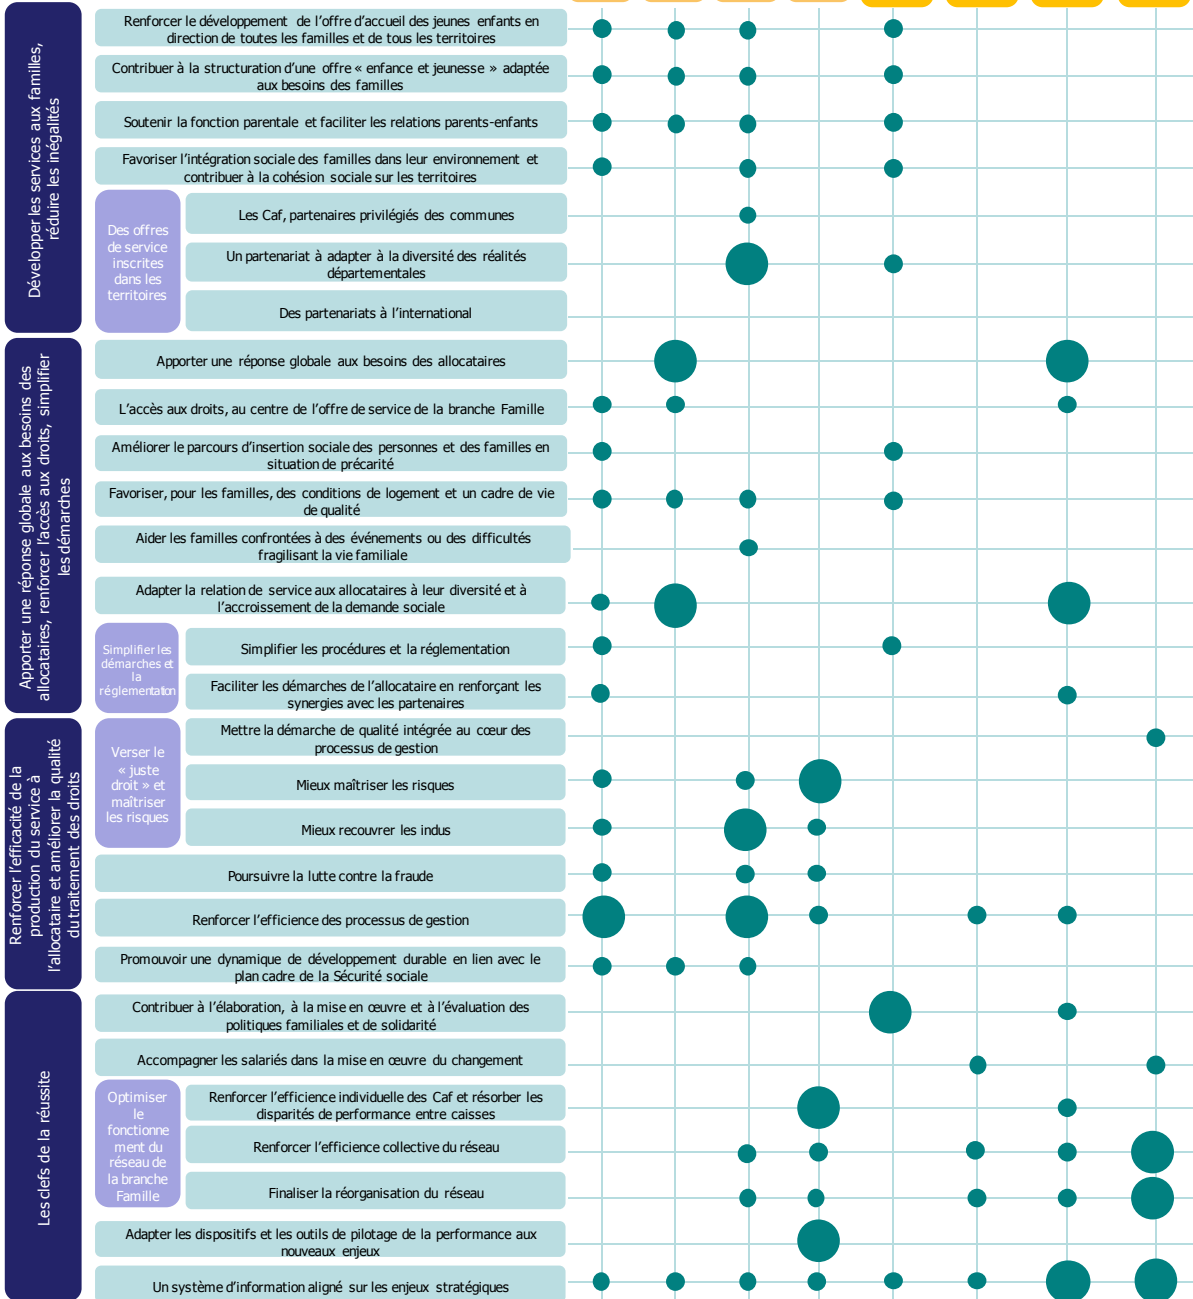 Développer les services aux familles,
réduire les inégalités
Renforcer le développement de l’offre d’accueil des jeunes enfants en
direction de toutes les familles et de tous les territoires
Contribuer à la structuration d’une offre « enfance et jeunesse » adaptée
aux besoins des familles
Soutenir la fonction parentale et faciliter les relations parents-enfants
Favoriser l’intégration sociale des familles dans leur environnement et
contribuer à la cohésion sociale sur les territoires
Des offres
de service
inscrites
dans les
territoires
Les Caf, partenaires privilégiés des communes
Un partenariat à adapter à la diversité des réalités
départementales
Des partenariats à l’international
Apporter une réponse globale aux besoins des
allocataires, renforcer l’accès aux droits, simplifier
les démarches
Apporter une réponse globale aux besoins des allocataires
L’accès aux droits, au centre de l’offre de service de la branche Famille
Améliorer le parcours d’insertion sociale des personnes et des familles en
situation de précarité
Favoriser, pour les familles, des conditions de logement et un cadre de vie
de qualité
Aider les familles confrontées à des événements ou des difficultés
fragilisant la vie familiale
Adapter la relation de service aux allocataires à leur diversité et à
l’accroissement de la demande sociale
Simplifier les
démarches et
la
réglementation
Simplifier les procédures et la réglementation
Faciliter les démarches de l’allocataire en renforçant les
synergies avec les partenaires
Renforcer l’efficacité de la
production du service à
l’allocataire et améliorer la qualité
du traitement des droits
Verser le
« juste
droit » et
maîtriser
les risques
Mettre la démarche de qualité intégrée au cœur des
processus de gestion
Mieux maîtriser les risques
Mieux recouvrer les indus
Poursuivre la lutte contre la fraude
Renforcer l’efficience des processus de gestion
Promouvoir une dynamique de développement durable en lien avec le
plan cadre de la Sécurité sociale
Les clefs de la réussite
Contribuer à l’élaboration, à la mise en œuvre et à l’évaluation des
politiques familiales et de solidarité
Accompagner les salariés dans la mise en œuvre du changement
Optimiser
le
fonctionne
ment du
réseau de
la branche
Famille
Renforcer l’efficience individuelle des Caf et résorber les
disparités de performance entre caisses
Renforcer l’efficience collective du réseau
Finaliser la réorganisation du réseau
Adapter les dispositifs et les outils de pilotage de la performance aux
nouveaux enjeux
Un système d’information aligné sur les enjeux stratégiques